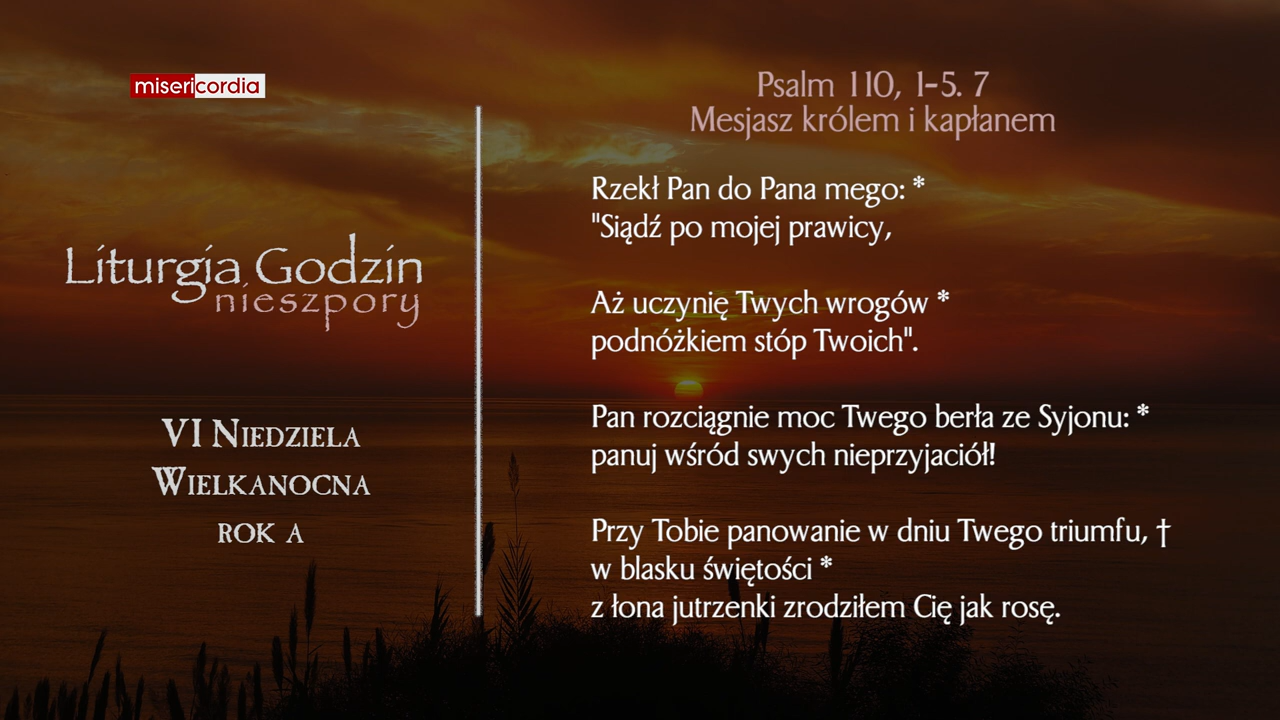 misericordia
Liturgia Godzin
nieszpory
VI Niedziela
Wielkanocna
rok A
Psalm 110, 1-5. 7
Mesjasz królem i kapłanem
Rzekł Pan do Pana mego: *
"Siądź po mojej prawicy,
Aż uczynię Twych wrogów *
podnóżkiem stóp Twoich".
Pan rozciągnie moc Twego berła ze Syjonu: *
panuj wśród swych nieprzyjaciół!
Przy Tobie panowanie w dniu Twego triumfu, †
w blasku świętości *
z łona jutrzenki zrodziłem Cię jak rosę.